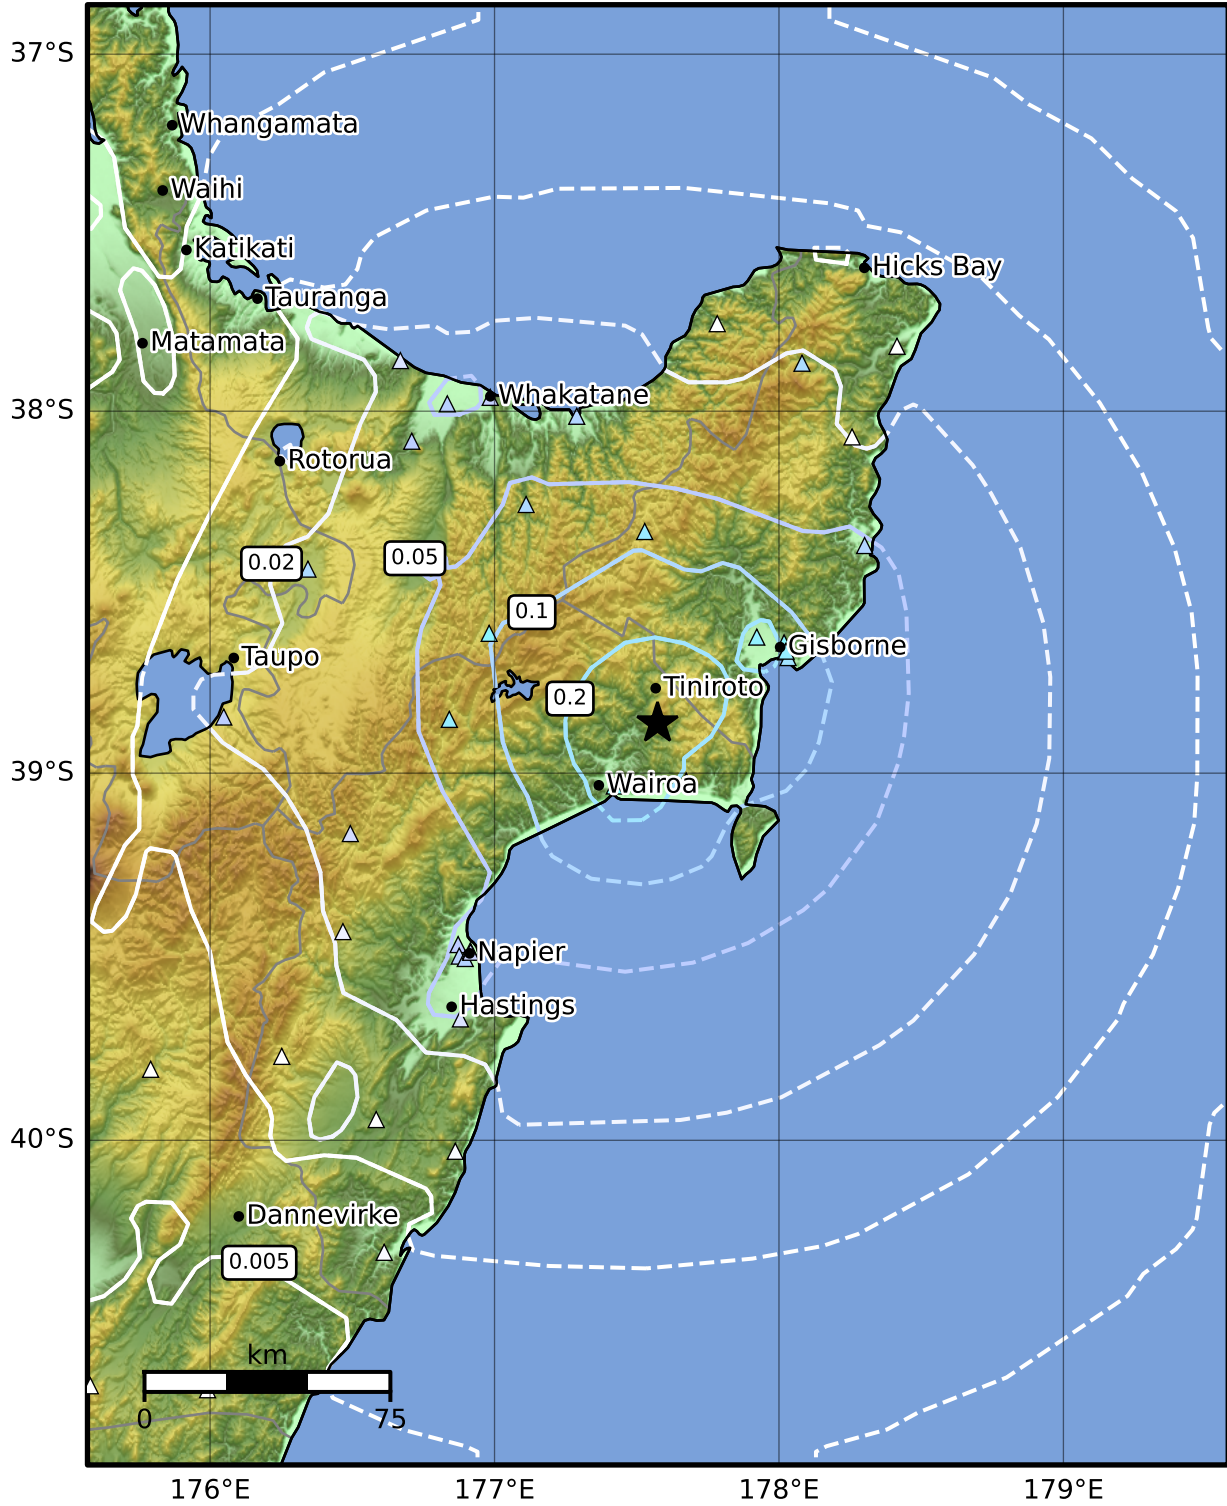 37°S
Whangamata
Waihi
Katikati
Hicks Bay
Tauranga
Matamata
Whakatane
38°S
Rotorua
0.02
0.05
0.1
Gisborne
Taupo
Tiniroto
0.2
39°S
Wairoa
Napier
Hastings
40°S
Dannevirke
0.005
km
0
75
176°E
177°E
178°E
179°E